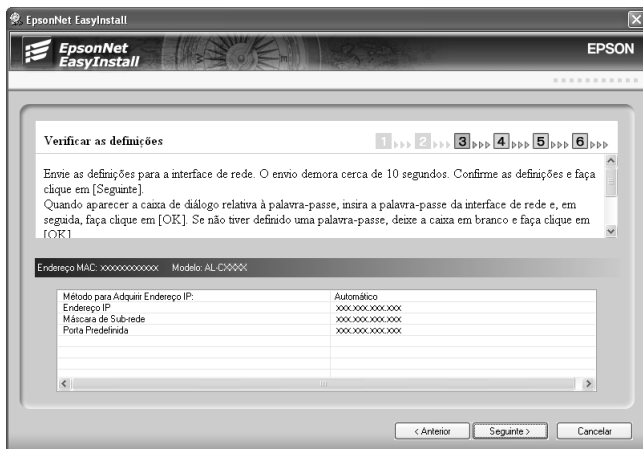 EpsonNet EasyInstall
EpsonNet
EasyInstall
EPSON
Verificar as definições
1 2 3 4 5 6
Envie as definições para a interface de rede. O envio demora cerca de 10 segundos. Confirme as definições e faça
clique em [Seguinte].
Quando aparecer a caixa de diálogo relativa à palavra-passe, insira a palavra-passe da interface de rede e, em
seguida, faça clique em [OK]. Se não tiver definido uma palavra-passe, deixe a caixa em branco e faça clique em
[OK]
Endereço MAC: xxxxxxxxxxxx Modelo: AL-CXXXX
Método para Adquirir Endereço IP: Automático
Endereço IP xxx.xxx.xxx.xxx
Máscara de Sub-rede xxx.xxx.xxx.xxx
Porta Predefinida xxx.xxx.xxx.xxx
< Anterior Seguinte > Cancelar